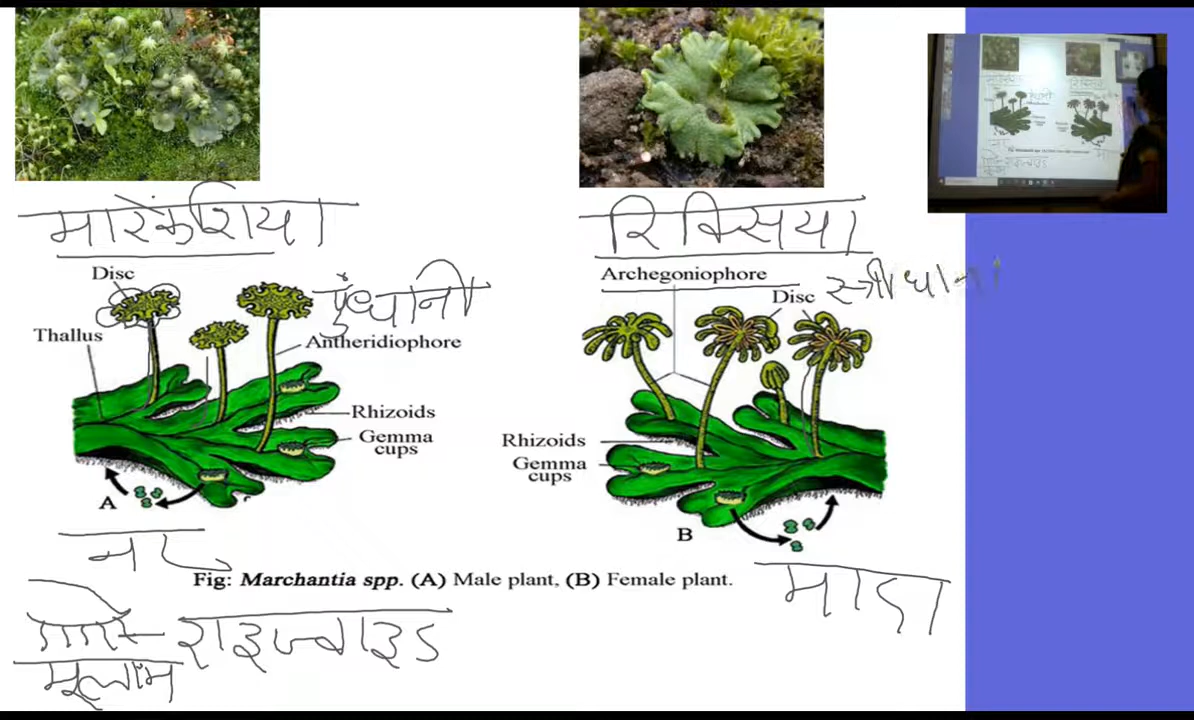 मारकेंशिया
रिक्सिया
Disc
पुंधानी
Thallus
Antheridiophore
Rhizoids
Gemma
cups
A
Archegoniophore
Disc
स्त्रीधानी
Rhizoids
Gemma
cups
B
नर
मादा
Fig: Marchantia spp. (A) Male plant, (B) Female plant.
राइज्वाइड
मूलांभ